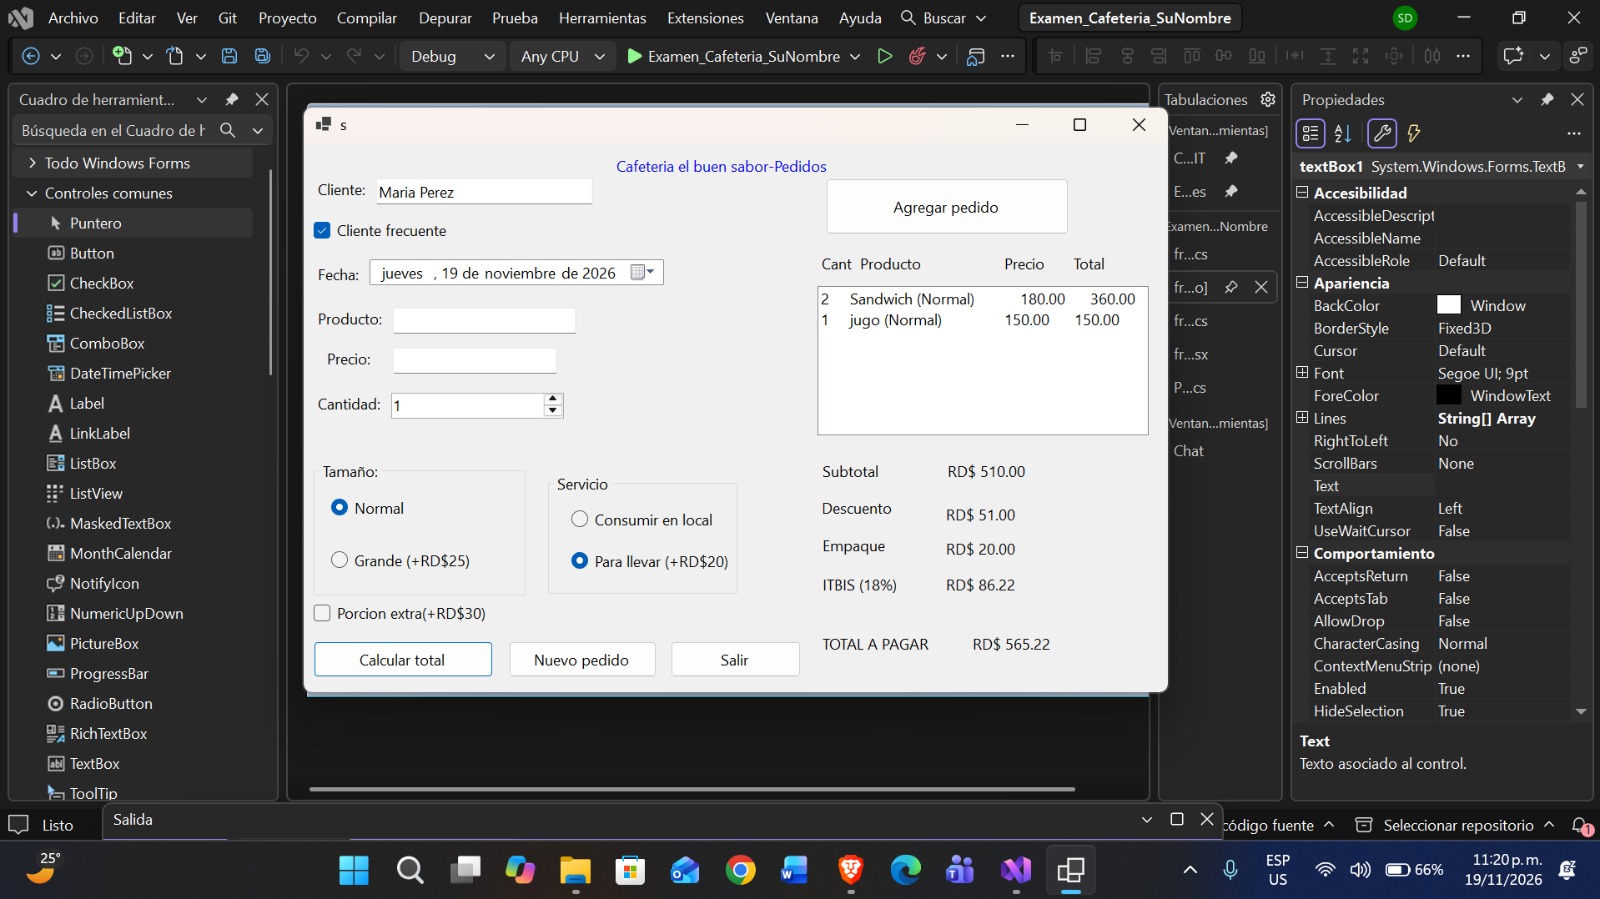 Archivo Editar Ver Git Proyecto Compilar Depurar Prueba Herramientas Extensiones Ventana Ayuda Buscar Examen_Cafeteria_SuNombre SD
Debug Any CPU Examen_Cafeteria_SuNombre
Cuadro de herramient...
Búsqueda en el Cuadro de h
Todo Windows Forms
Controles comunes
Puntero
Button
CheckBox
CheckedListBox
ComboBox
DateTimePicker
Label
LinkLabel
ListBox
ListView
MaskedTextBox
MonthCalendar
NotifyIcon
NumericUpDown
PictureBox
ProgressBar
RadioButton
RichTextBox
TextBox
ToolTip
s
Cafeteria el buen sabor-Pedidos
Cliente: Maria Perez
Cliente frecuente
Fecha: jueves , 19 de noviembre de 2026
Producto:
Precio:
Cantidad: 1
Tamaño:
Normal
Grande (+RD$25)
Servicio
Consumir en local
Para llevar (+RD$20)
Porcion extra(+RD$30)
Calcular total Nuevo pedido Salir
Agregar pedido
Cant Producto Precio Total
2 Sandwich (Normal) 180.00 360.00
1 jugo (Normal) 150.00 150.00
Subtotal RD$ 510.00
Descuento RD$ 51.00
Empaque RD$ 20.00
ITBIS (18%) RD$ 86.22
TOTAL A PAGAR RD$ 565.22
Tabulaciones
Ventan...mientas]
C...IT
E...es
Examen...Nombre
fr...cs
fr...o]
fr...cs
fr...sx
P...cs
Ventan...mientas]
Chat
Propiedades
textBox1 System.Windows.Forms.TextB
Accesibilidad
AccessibleDescript
AccessibleName
AccessibleRole Default
Apariencia
BackColor Window
BorderStyle Fixed3D
Cursor Default
Font Segoe UI; 9pt
ForeColor WindowText
Lines String[] Array
RightToLeft No
ScrollBars None
Text
TextAlign Left
UseWaitCursor False
Comportamiento
AcceptsReturn False
AcceptsTab False
AllowDrop False
CharacterCasing Normal
ContextMenuStrip (none)
Enabled True
HideSelection True
Text
Texto asociado al control.
Listo
Salida
código fuente Seleccionar repositorio 1
25°
ESP
US
66%
11:20 p. m.
19/11/2026